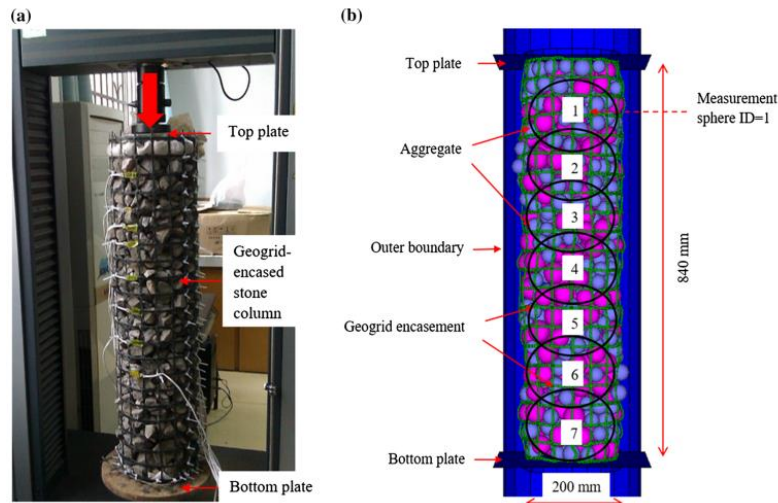 (a)
Top plate
Geogrid-
encased
stone
column
Bottom plate
(b)
Top plate
Aggregate
Outer boundary
Geogrid encasement
Bottom plate
1
2
3
4
5
6
7
Measurement
sphere ID=1
840 mm
200 mm